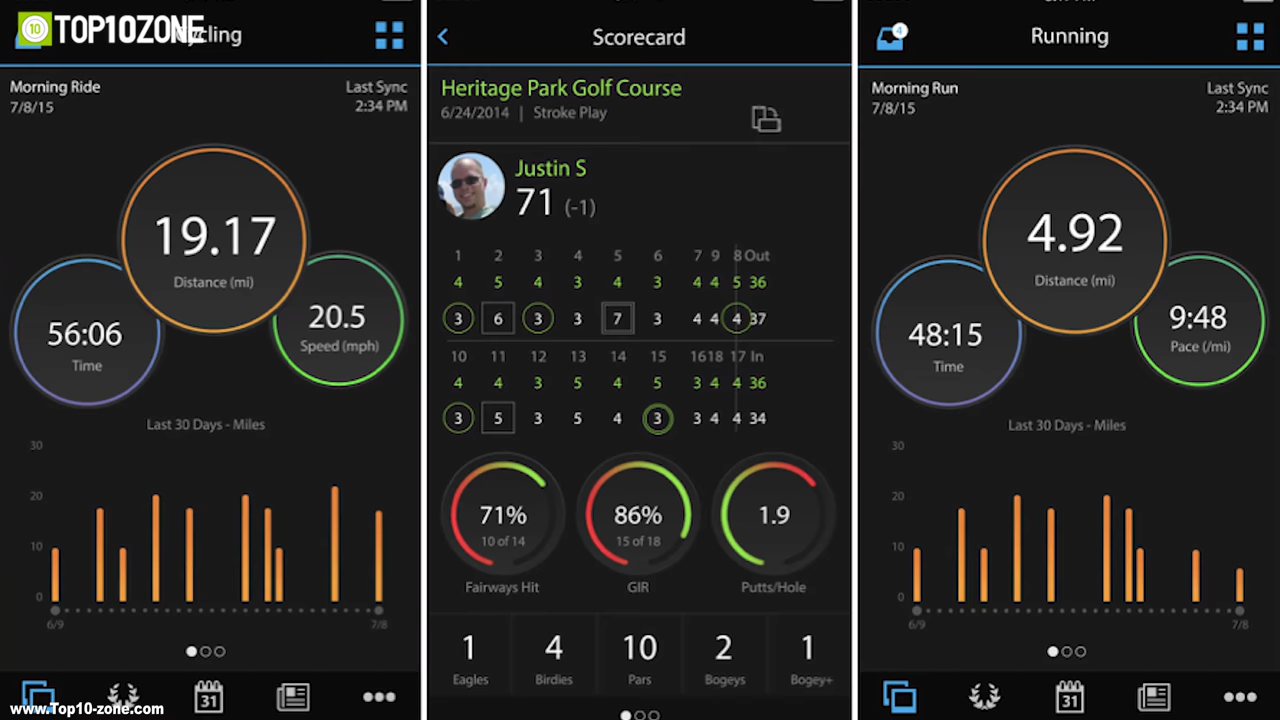 10 TOP10ZONE
cling
Morning Ride
7/8/15
Last Sync
2:34 PM
19.17
Distance (mi)
56:06
Time
20.5
Speed (mph)
Last 30 Days - Miles
30
20
10
0
6/9 7/8
31
www.Top10-zone.com
Scorecard
Heritage Park Golf Course
6/24/2014 | Stroke Play
Justin S
71 (-1)
1 2 3 4 5 6 7 9 8 Out
4 5 4 3 4 3 4 4 5 36
3 6 3 3 7 3 4 4 4 37
10 11 12 13 14 15 16 18 17 In
4 4 3 5 4 5 3 4 4 36
3 5 3 5 4 3 3 4 4 34
71%
10 of 14
Fairways Hit
86%
15 of 18
GIR
1.9
Putts/Hole
1 4 10 2 1
Eagles Birdies Pars Bogeys Bogey+
4
Running
Morning Run
7/8/15
Last Sync
2:34 PM
4.92
Distance (mi)
48:15
Time
9:48
Pace (/mi)
Last 30 Days - Miles
30
20
10
0
6/9 7/8
31